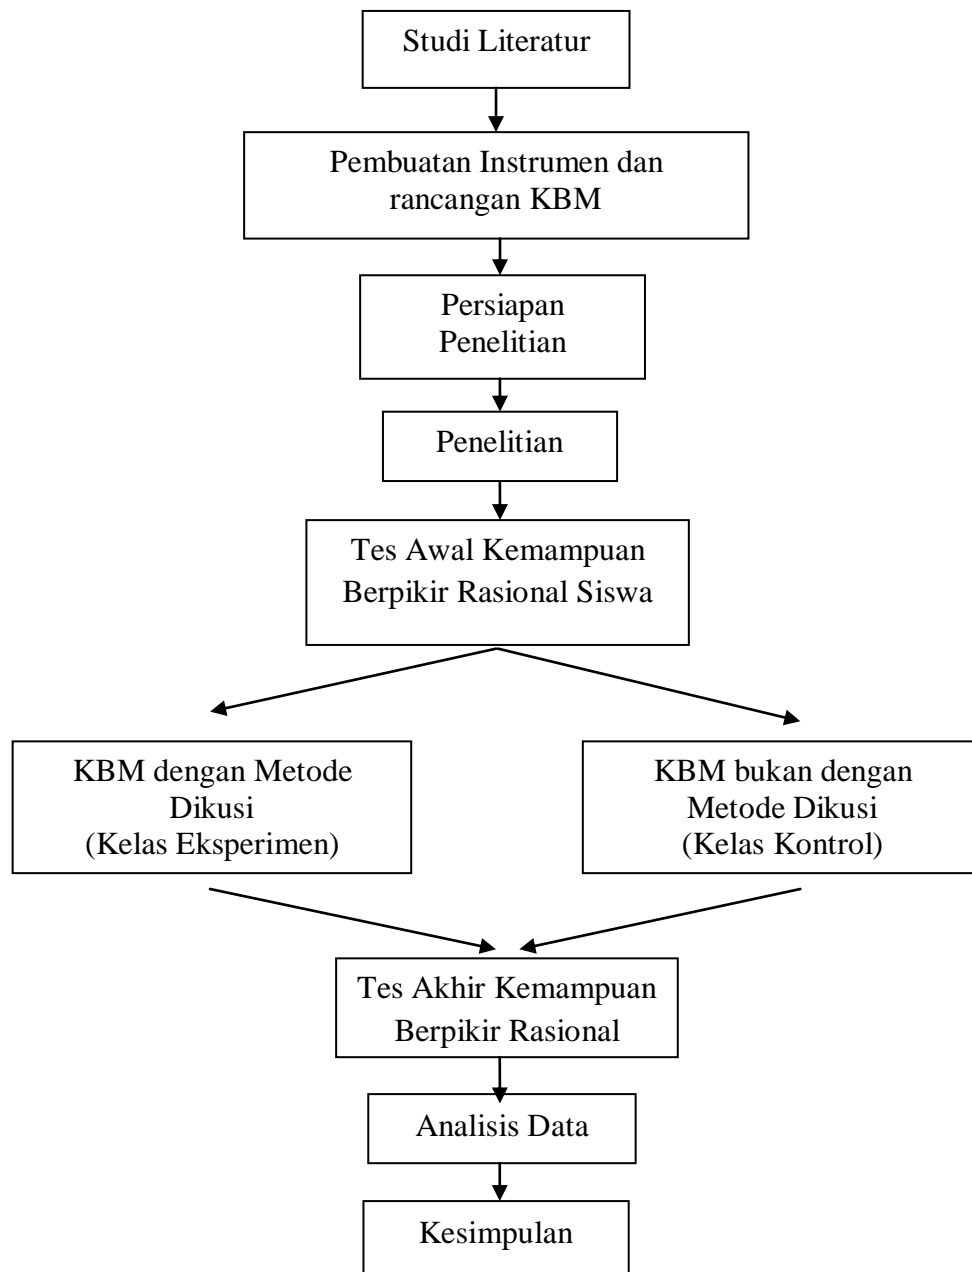 Studi Literatur
Pembuatan Instrumen dan
rancangan KBM
Persiapan
Penelitian
Penelitian
Tes Awal Kemampuan
Berpikir Rasional Siswa
KBM dengan Metode
Dikusi
(Kelas Eksperimen)
KBM bukan dengan
Metode Dikusi
(Kelas Kontrol)
Tes Akhir Kemampuan
Berpikir Rasional
Analisis Data
Kesimpulan